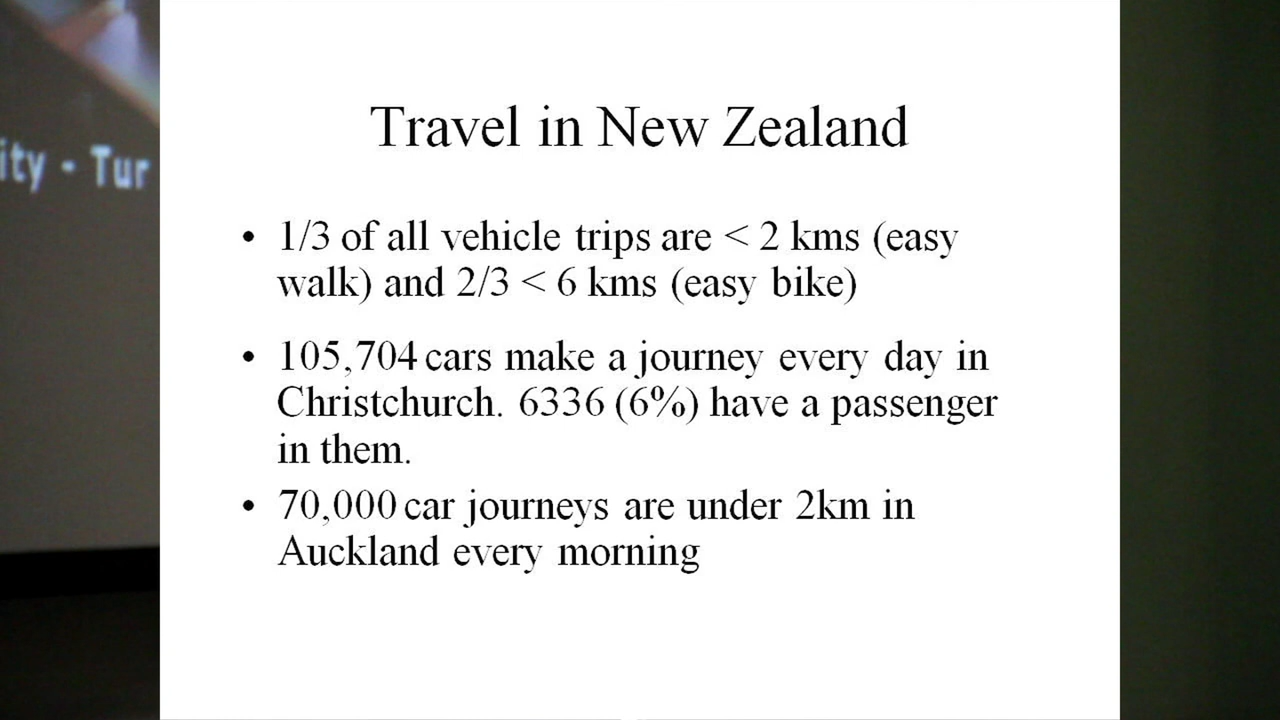 Travel in New Zealand
• 1/3 of all vehicle trips are < 2 kms (easy
walk) and 2/3 < 6 kms (easy bike)
• 105,704 cars make a journey every day in
Christchurch. 6336 (6%) have a passenger
in them.
• 70,000 car journeys are under 2km in
Auckland every morning
ity - Tur